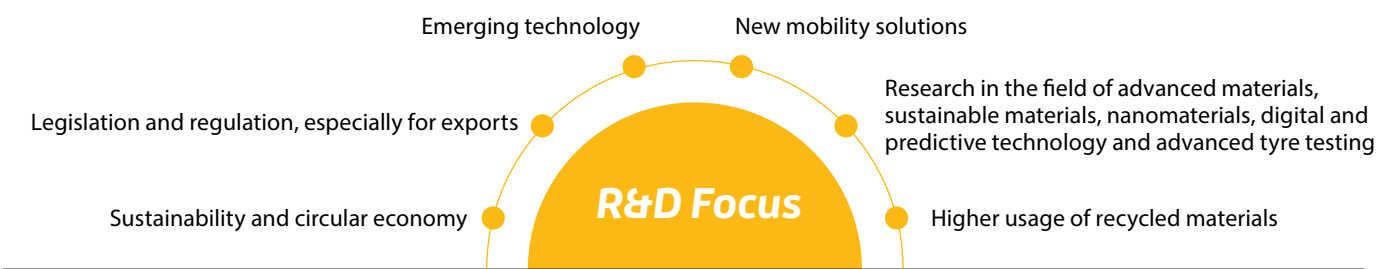 Emerging technology
New mobility solutions
Legislation and regulation, especially for exports
Research in the field of advanced materials,
sustainable materials, nanomaterials, digital and
predictive technology and advanced tyre testing
R&D Focus
Sustainability and circular economy
Higher usage of recycled materials